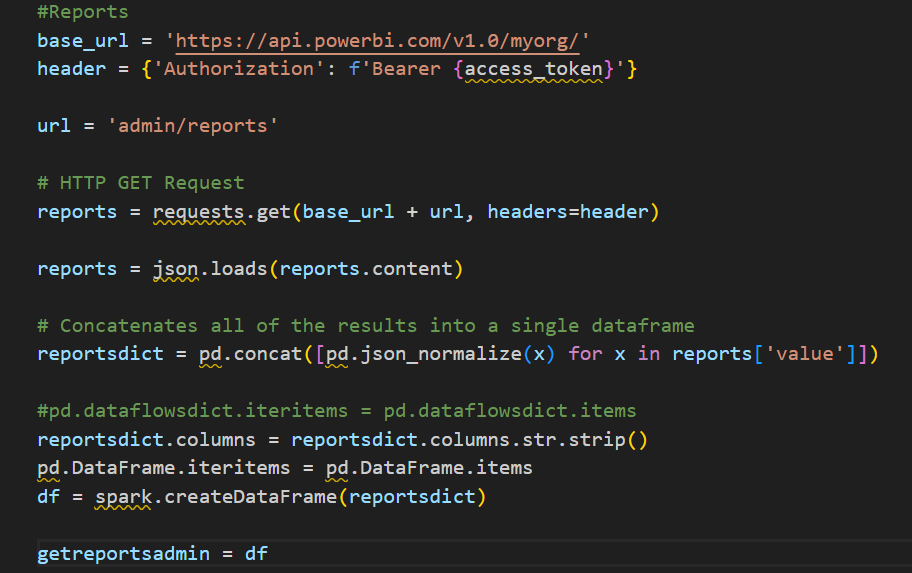 #Reports
base_url = 'https://api.powerbi.com/v1.0/myorg/'
header = {'Authorization': f'Bearer {access_token}'}
url = 'admin/reports'
# HTTP GET Request
reports = requests.get(base_url + url, headers=header)
reports = json.loads(reports.content)
# Concatenates all of the results into a single dataframe
reportsdict = pd.concat([pd.json_normalize(x) for x in reports['value']])
#pd.dataflowsdict.iteritems = pd.dataflowsdict.items
reportsdict.columns = reportsdict.columns.str.strip()
pd.DataFrame.iteritems = pd.DataFrame.items
df = spark.createDataFrame(reportsdict)
getreportsadmin = df